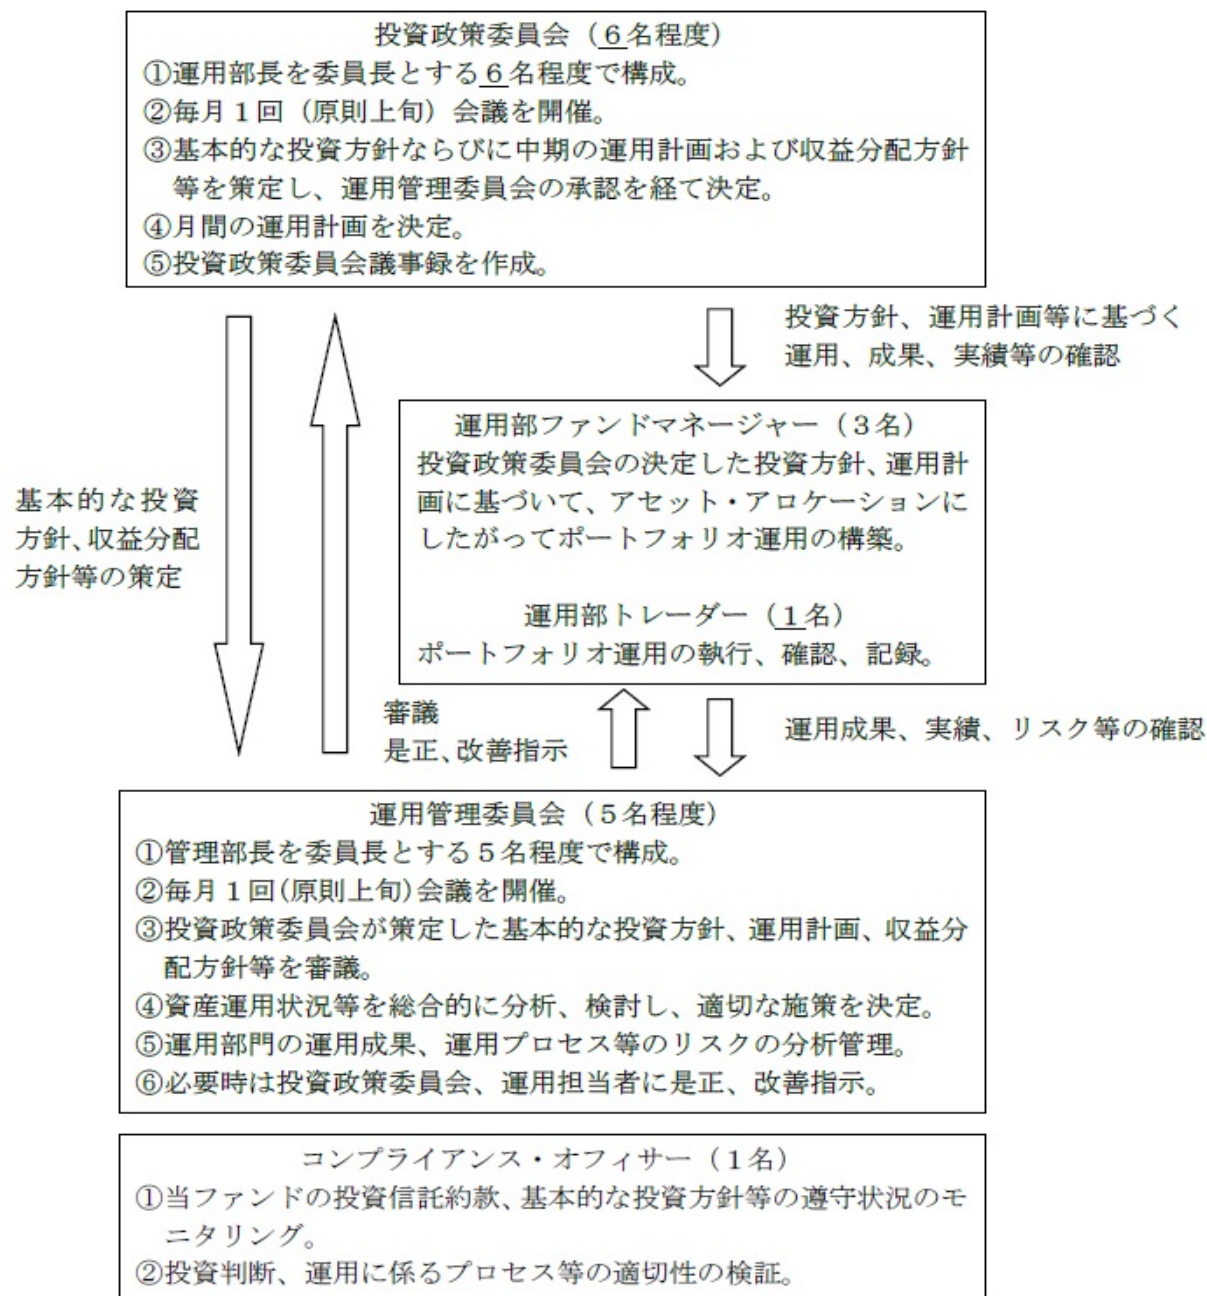 投資政策委員会（6名程度）
①運用部長を委員長とする6名程度で構成。
②毎月１回（原則上旬）会議を開催。
③基本的な投資方針ならびに中期の運用計画および収益分配方針
等を策定し、運用管理委員会の承認を経て決定。
④月間の運用計画を決定。
⑤投資政策委員会議事録を作成。
投資方針、運用計画等に基づく
運用、成果、実績等の確認
運用部ファンドマネージャー（３名）
投資政策委員会の決定した投資方針、運用計
画に基づいて、アセット・アロケーションに
したがってポートフォリオ運用の構築。
運用部トレーダー（1名）
ポートフォリオ運用の執行、確認、記録。
基本的な投資
方針、収益分配
方針等の策定
審議
是正、改善指示
運用成果、実績、リスク等の確認
運用管理委員会（５名程度）
①管理部長を委員長とする５名程度で構成。
②毎月１回(原則上旬)会議を開催。
③投資政策委員会が策定した基本的な投資方針、運用計画、収益分
配方針等を審議。
④資産運用状況等を総合的に分析、検討し、適切な施策を決定。
⑤運用部門の運用成果、運用プロセス等のリスクの分析管理。
⑥必要時は投資政策委員会、運用担当者に是正、改善指示。
コンプライアンス・オフィサー（１名）
①当ファンドの投資信託約款、基本的な投資方針等の遵守状況のモ
ニタリング。
②投資判断、運用に係るプロセス等の適切性の検証。